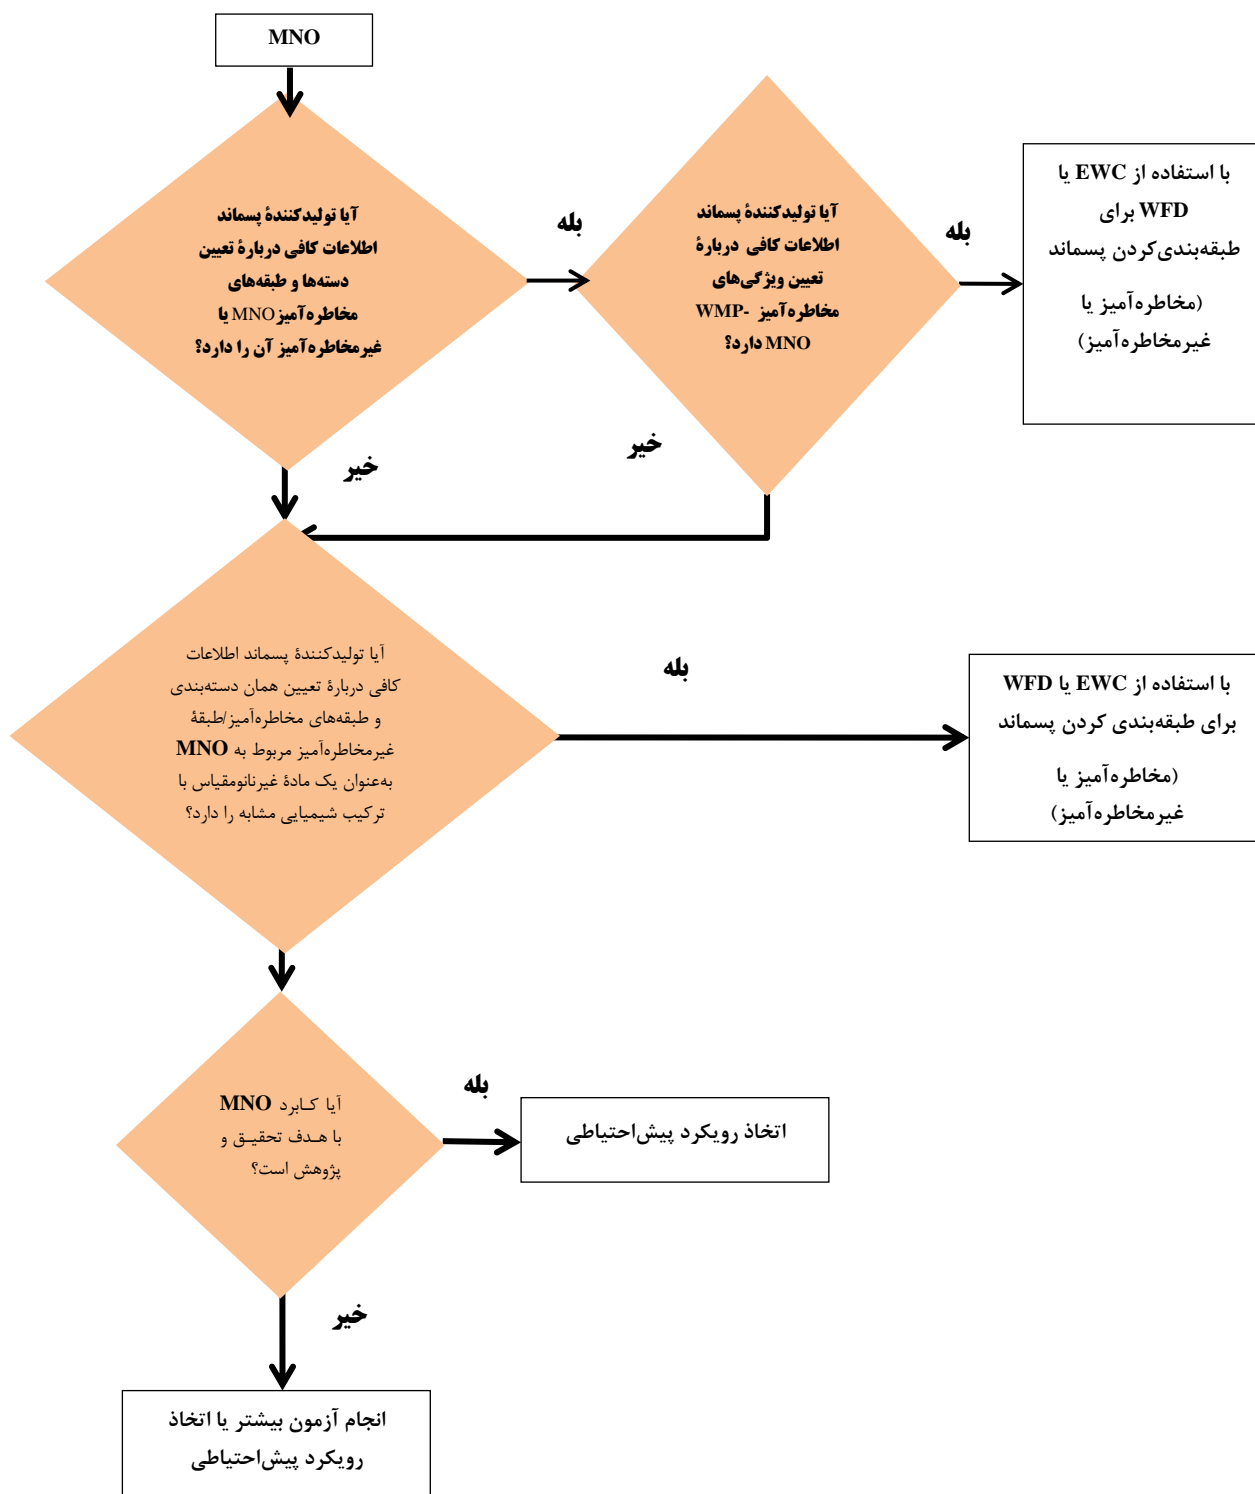 MNO
آیا تولیدکنندۀ پسماند
اطلاعات کافی دربارۀ تعیین
دسته‌ها و طبقه‌های
مخاطره‌آمیز MNO یا
غیرمخاطره‌آمیز آن را دارد؟
بله
آیا تولیدکنندۀ پسماند
اطلاعات کافی دربارۀ
تعیین ویژگی‌های
مخاطره‌آمیز WMP-
MNO دارد؟
بله
با استفاده از EWC یا
WFD برای
طبقه‌بندی‌کردن پسماند
(مخاطره‌آمیز یا
غیرمخاطره‌آمیز)
خیر
خیر
آیا تولیدکنندۀ پسماند اطلاعات
کافی دربارۀ تعیین همان دسته‌بندی
و طبقه‌های مخاطره‌آمیز/طبقۀ
غیرمخاطره‌آمیز مربوط به MNO
به‌عنوان یک مادۀ غیرنانومقیاس با
ترکیب شیمیایی مشابه را دارد؟
بله
با استفاده از EWC یا WFD
برای طبقه‌بندی کردن پسماند
(مخاطره‌آمیز یا
غیرمخاطره‌آمیز)
آیا کـابرد MNO
با هـدف تحقیـق و
پژوهش است؟
بله
اتخاذ رویکرد پیش‌احتیاطی
خیر
انجام آزمون بیشتر یا اتخاذ
رویکرد پیش‌احتیاطی